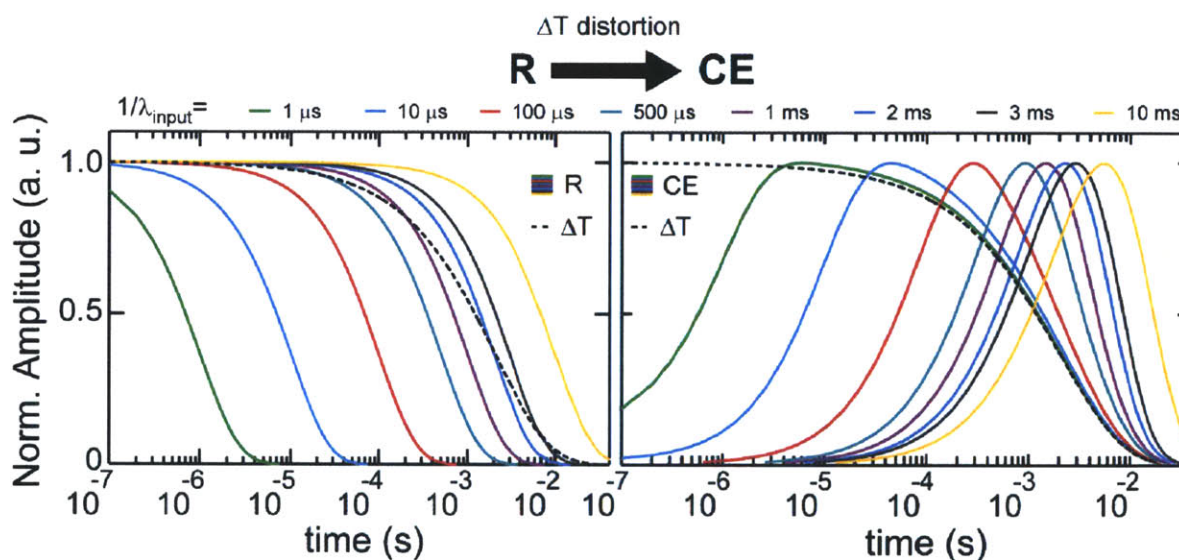 ΔT distortion
R CE
1/λinput= 1 μs 10 μs 100 μs 500 μs 1 ms 2 ms 3 ms 10 ms
Norm. Amplitude (a. u.)
1.0
0.5
0
R
ΔT
CE
ΔT
10-7 10-6 10-5 10-4 10-3 10-2 10-1
10-7 10-6 10-5 10-4 10-3 10-2
time (s)
time (s)